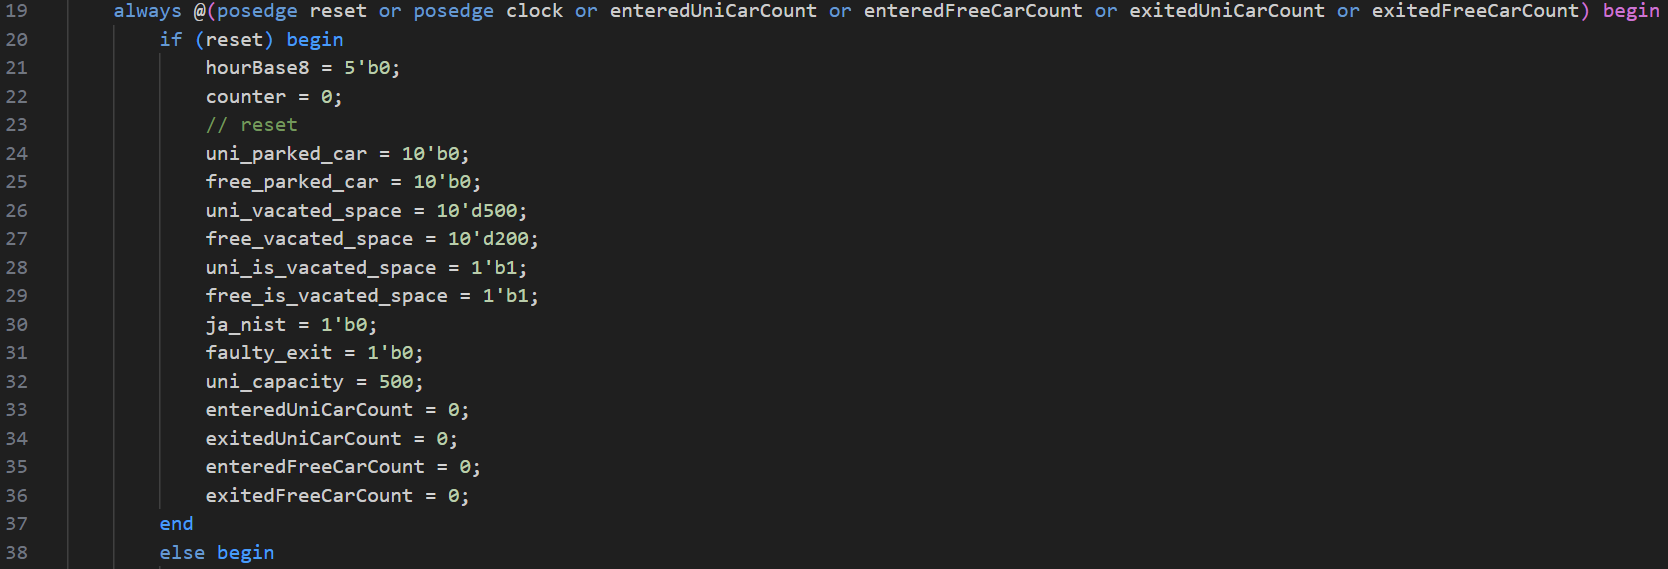 19 always @(posedge reset or posedge clock or enteredUniCarCount or enteredFreeCarCount or exitedUniCarCount or exitedFreeCarCount) begin
20 if (reset) begin
21 hourBase8 = 5'b0;
22 counter = 0;
23 // reset
24 uni_parked_car = 10'b0;
25 free_parked_car = 10'b0;
26 uni_vacated_space = 10'd500;
27 free_vacated_space = 10'd200;
28 uni_is_vacated_space = 1'b1;
29 free_is_vacated_space = 1'b1;
30 ja_nist = 1'b0;
31 faulty_exit = 1'b0;
32 uni_capacity = 500;
33 enteredUniCarCount = 0;
34 exitedUniCarCount = 0;
35 enteredFreeCarCount = 0;
36 exitedFreeCarCount = 0;
37 end
38 else begin